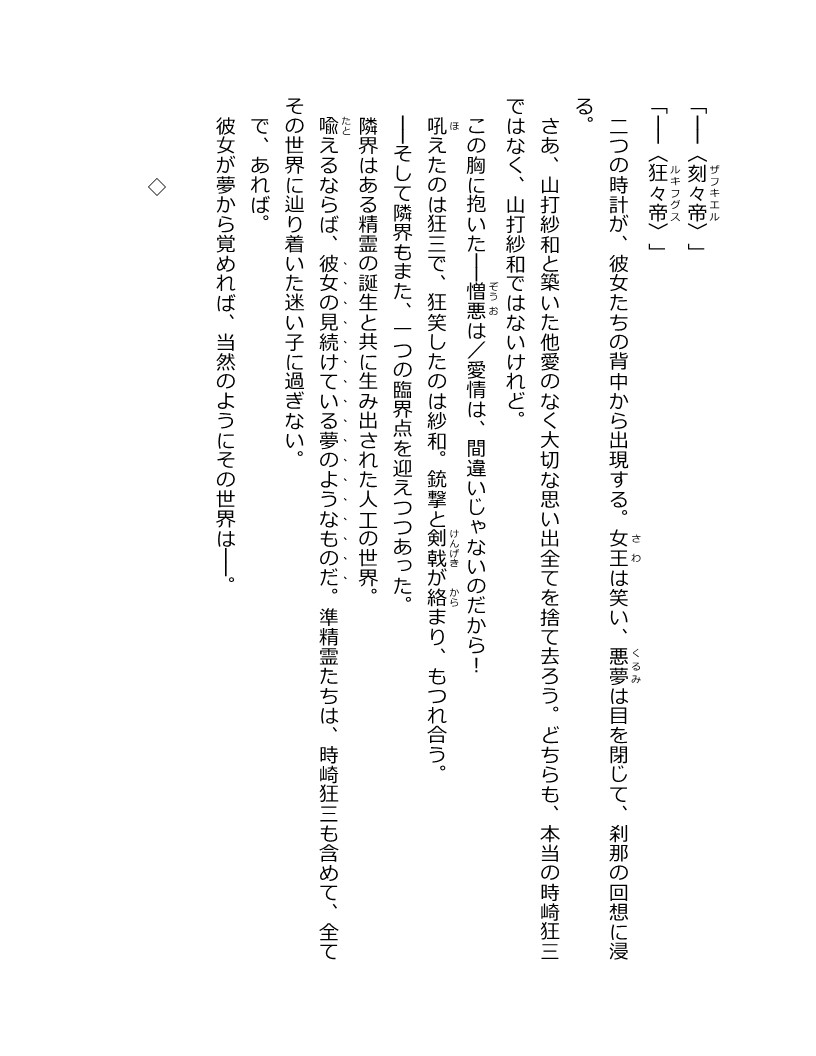 「――〈刻々帝〉」
「――〈狂々帝〉」
二つの時計が、彼女たちの背中から出現する。女王は笑い、悪夢は目を閉じて、刹那の回想に浸
る。
さあ、山打紗和と築いた他愛のなく大切な思い出全てを捨て去ろう。どちらも、本当の時崎狂三
ではなく、山打紗和ではないけれど。
この胸に抱いた――憎悪は／愛情は、間違いじゃないのだから！
吼えたのは狂三で、狂笑したのは紗和。銃撃と剣戟が絡まり、もつれ合う。
――そして隣界もまた、一つの臨界点を迎えつつあった。
隣界はある精霊の誕生と共に生み出された人工の世界。
喩えるならば、彼女の見続けている夢のようなものだ。準精霊たちは、時崎狂三も含めて、全て
その世界に辿り着いた迷い子に過ぎない。
で、あれば。
彼女が夢から覚めれば、当然のようにその世界は――。
◇